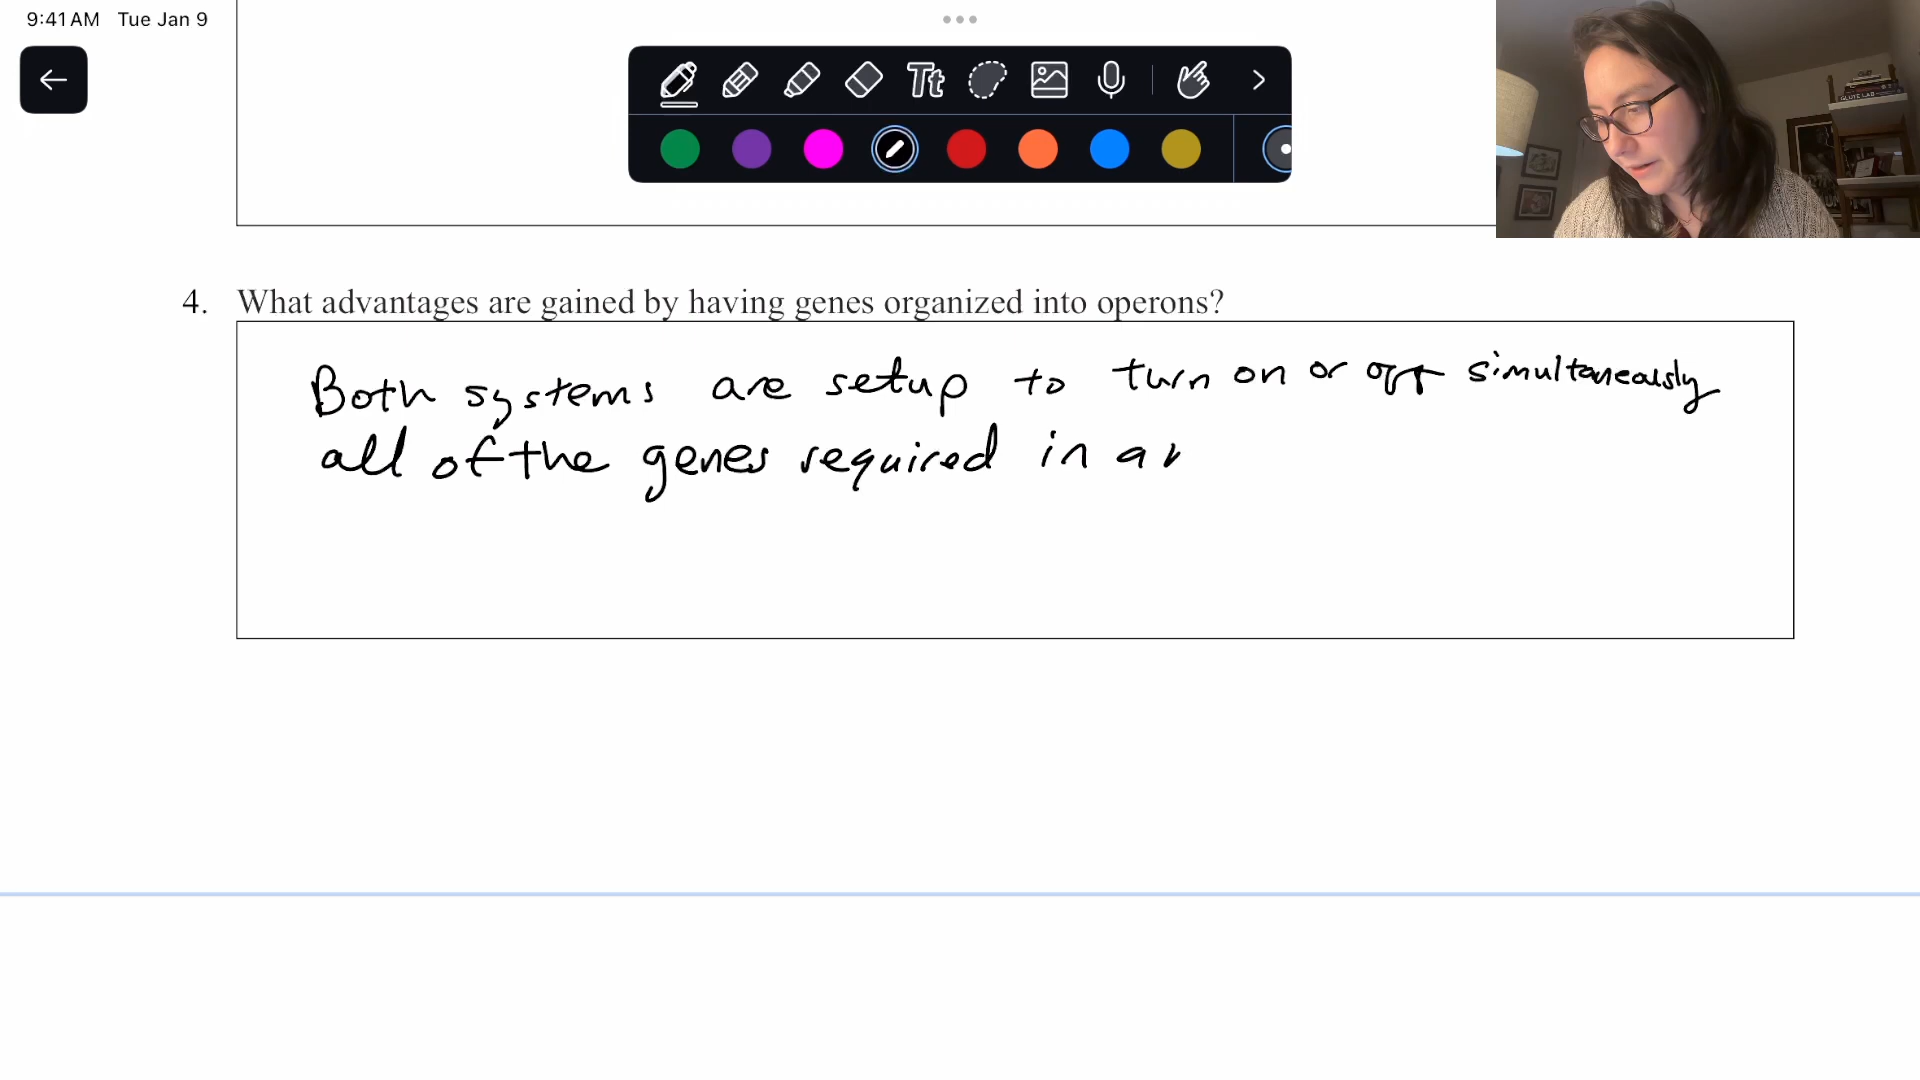 9:41 AM Tue Jan 9
Tt
4. What advantages are gained by having genes organized into operons?
Both systems are setup to turn on or off simultaneously
all of the genes required in a